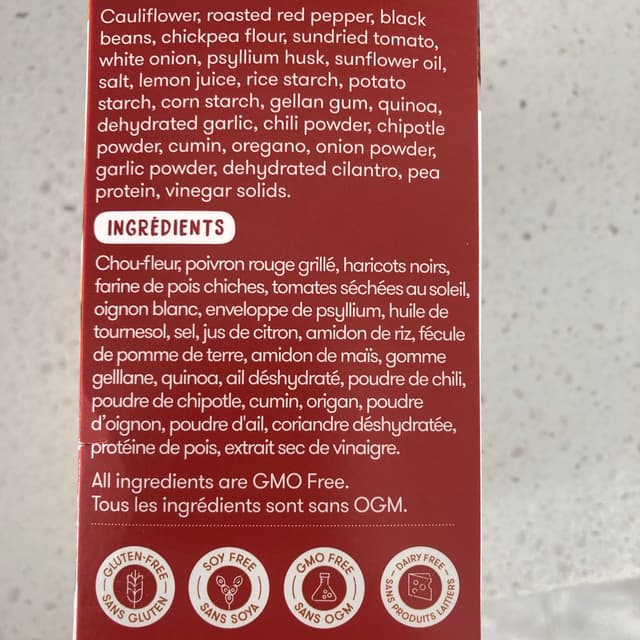 Cauliflower, roasted red pepper, black
beans, chickpea flour, sundried tomato,
white onion, psyllium husk, sunflower oil,
salt, lemon juice, rice starch, potato
starch, corn starch, gellan gum, quinoa,
dehydrated garlic, chili powder, chipotle
powder, cumin, oregano, onion powder,
garlic powder, dehydrated cilantro, pea
protein, vinegar solids.
INGRÉDIENTS
Chou-fleur, poivron rouge grillé, haricots noirs,
farine de pois chiches, tomates séchées au soleil,
oignon blanc, enveloppe de psyllium, huile de
tournesol, sel, jus de citron, amidon de riz, fécule
de pomme de terre, amidon de maïs, gomme
gelllane, quinoa, ail déshydraté, poudre de chili,
poudre de chipotle, cumin, origan, poudre
d'oignon, poudre d'ail, coriandre déshydratée,
protéine de pois, extrait sec de vinaigre.
All ingredients are GMO Free.
Tous les ingrédients sont sans OGM.
GLUTEN-FREE
SANS GLUTEN
SOY FREE
SANS SOYA
GMO FREE
SANS OGM
DAIRY FREE
SANS PRODUITS LAITIERS